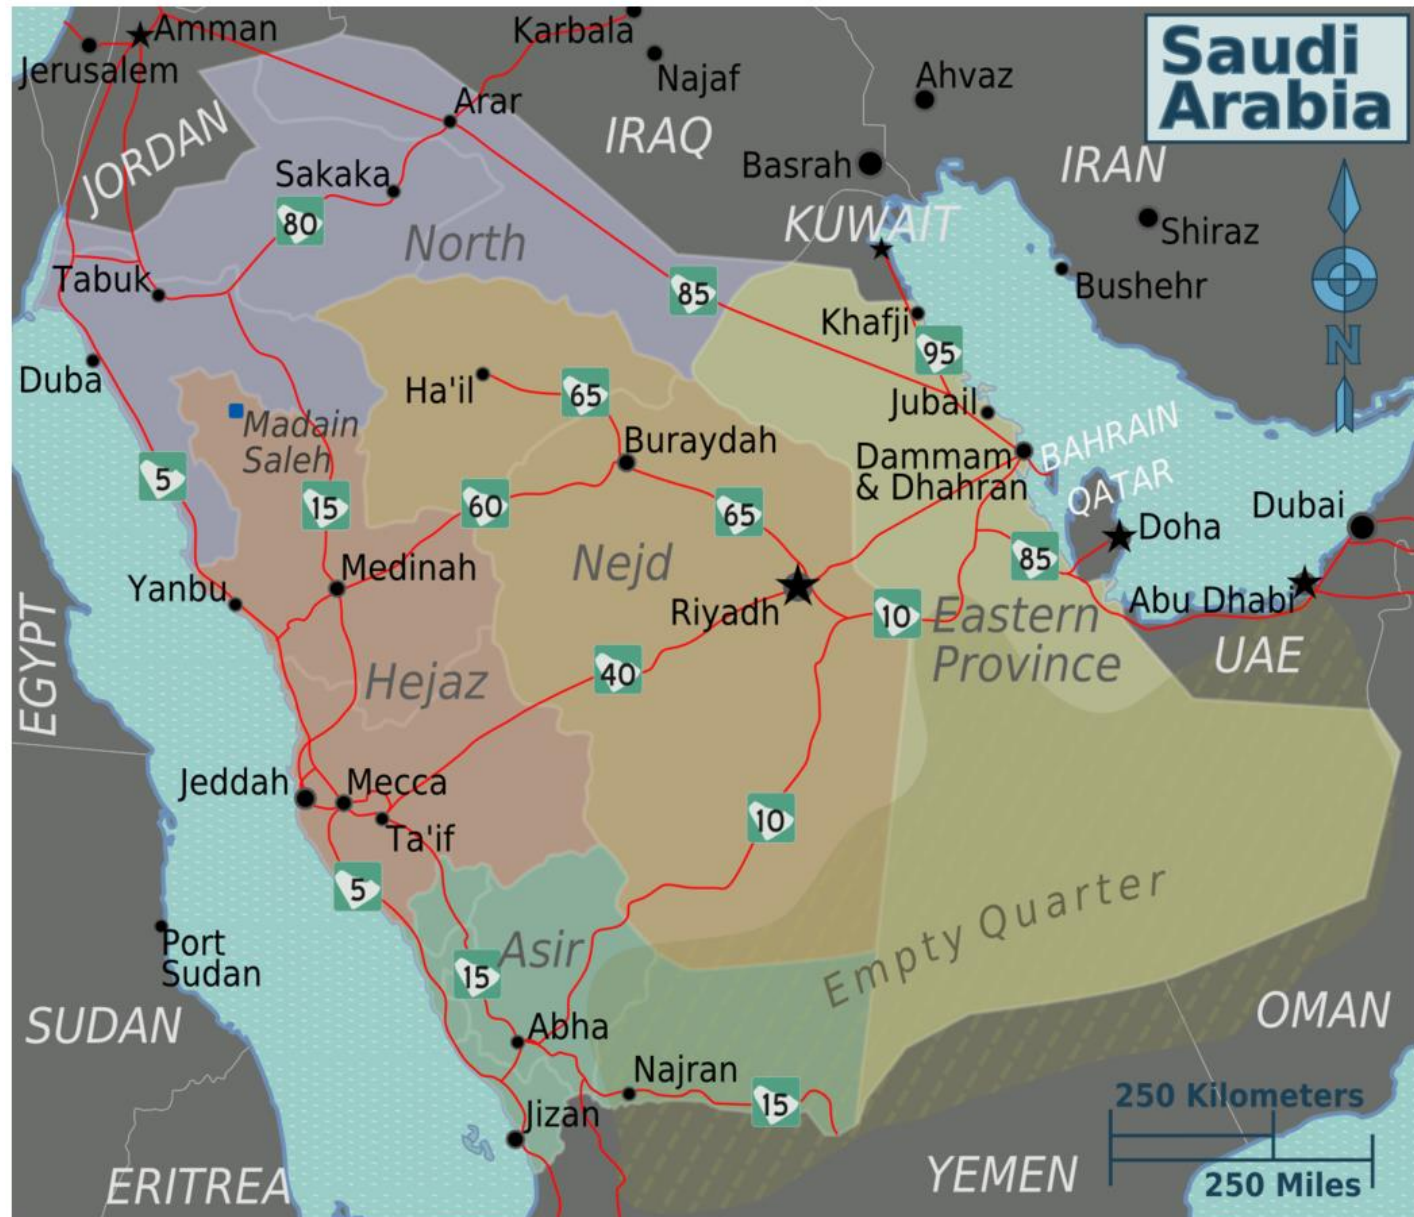 Saudi
Arabia
Amman
Jerusalem
Karbala
Najaf
Ahvaz
Arar
JORDAN
IRAQ
Basrah
IRAN
Sakaka
80
North
KUWAIT
Shiraz
Tabuk
85
Bushehr
Khafji
95
N
Duba
Ha'il
65
Jubail
Madain
Saleh
Buraydah
Dammam
& Dhahran
BAHRAIN
QATAR
5
15
60
65
Doha
Dubai
Medinah
Nejd
85
Yanbu
Riyadh
10
Abu Dhabi
Eastern
Province
UAE
EGYPT
Hejaz
40
Jeddah
Mecca
Ta'if
10
5
Empty Quarter
Port
Sudan
Asir
15
SUDAN
Abha
OMAN
Najran
15
Jizan
250 Kilometers
250 Miles
ERITREA
YEMEN